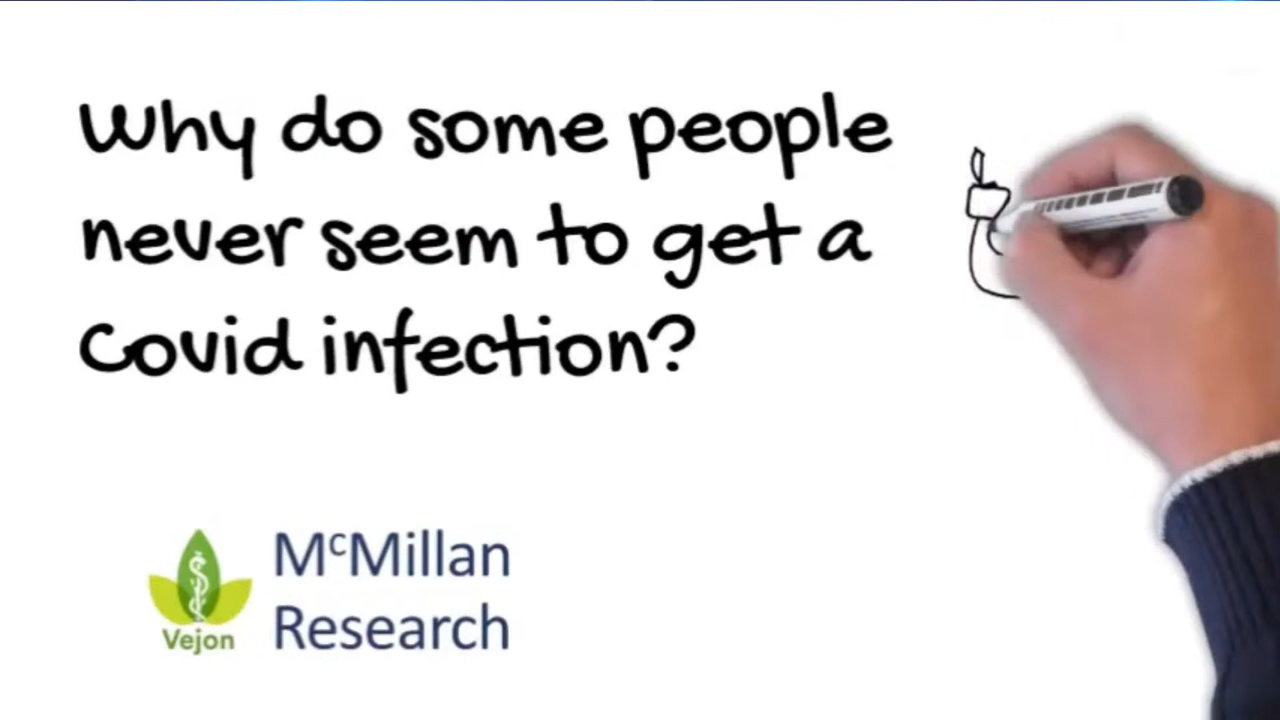 Why do some people
never seem to get a
Covid infection?
McMillan
Research
Vejon